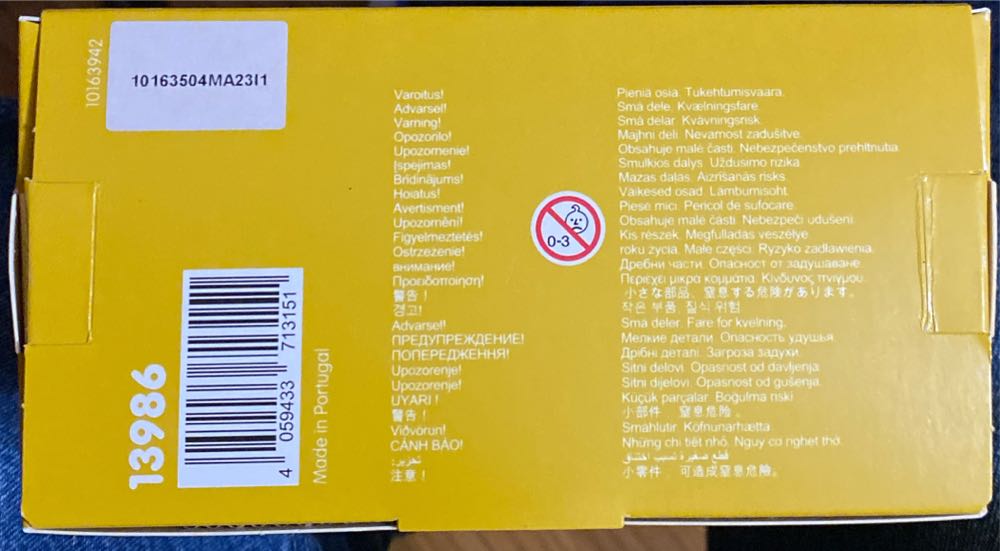 10163942
10163504MA23I1
13986
4 059433 713151
Made in Portugal
Varoitus!
Advarsel!
Varning!
Opozorilo!
Upozornenie!
Įspėjimas!
Brīdinājums!
Hoiatus!
Avertisment!
Upozornění!
Figyelmeztetés!
Ostrzeżenie!
внимание!
Προειδοποίηση!
警告！
경고!
Advarsel!
ПРЕДУПРЕЖДЕНИЕ!
ПОПЕРЕДЖЕННЯ!
Upozorenje!
Upozorenje!
UYARI !
警告！
Viðvörun!
CẢNH BÁO!
تحذير:
注意！
0-3
Pieniä osia. Tukehtumisvaara.
Små dele. Kvælningsfare
Små delar. Kvävningsrisk.
Majhni deli. Nevarnost zadušitve.
Obsahuje malé časti. Nebezpečenstvo prehltnutia
Smulkios dalys. Uždusimo rizika
Mazas daļas. Aizrīšanās risks.
Väikesed osad. Lämbumisoht
Piese mici. Pericol de sufocare.
Obsahuje malé části. Nebezpečí udušení.
Kis részek. Megfulladás veszélye
roku życia. Małe części. Ryzyko zadławienia.
Дребни части. Опасност от задушаване.
Περιέχει μικρά κομμάτια. Κίνδυνος πνιγμού.
小さな部品、窒息する危険があります。
작은 부품. 질식 위험
Små deler. Fare for kvelning.
Мелкие детали. Опасность удушья
Дрібні деталі. Загроза задухи.
Sitni delovi. Opasnost od davljenja
Sitni dijelovi. Opasnost od gušenja.
Küçük parçalar. Boğulma riski
小部件 窒息危险 。
Smáhlutir. Köfnunarhætta
Những chi tiết nhỏ. Nguy cơ nghẹt thở.
قطع صغيرة تسبب اختناق
小零件 可造成窒息危險。